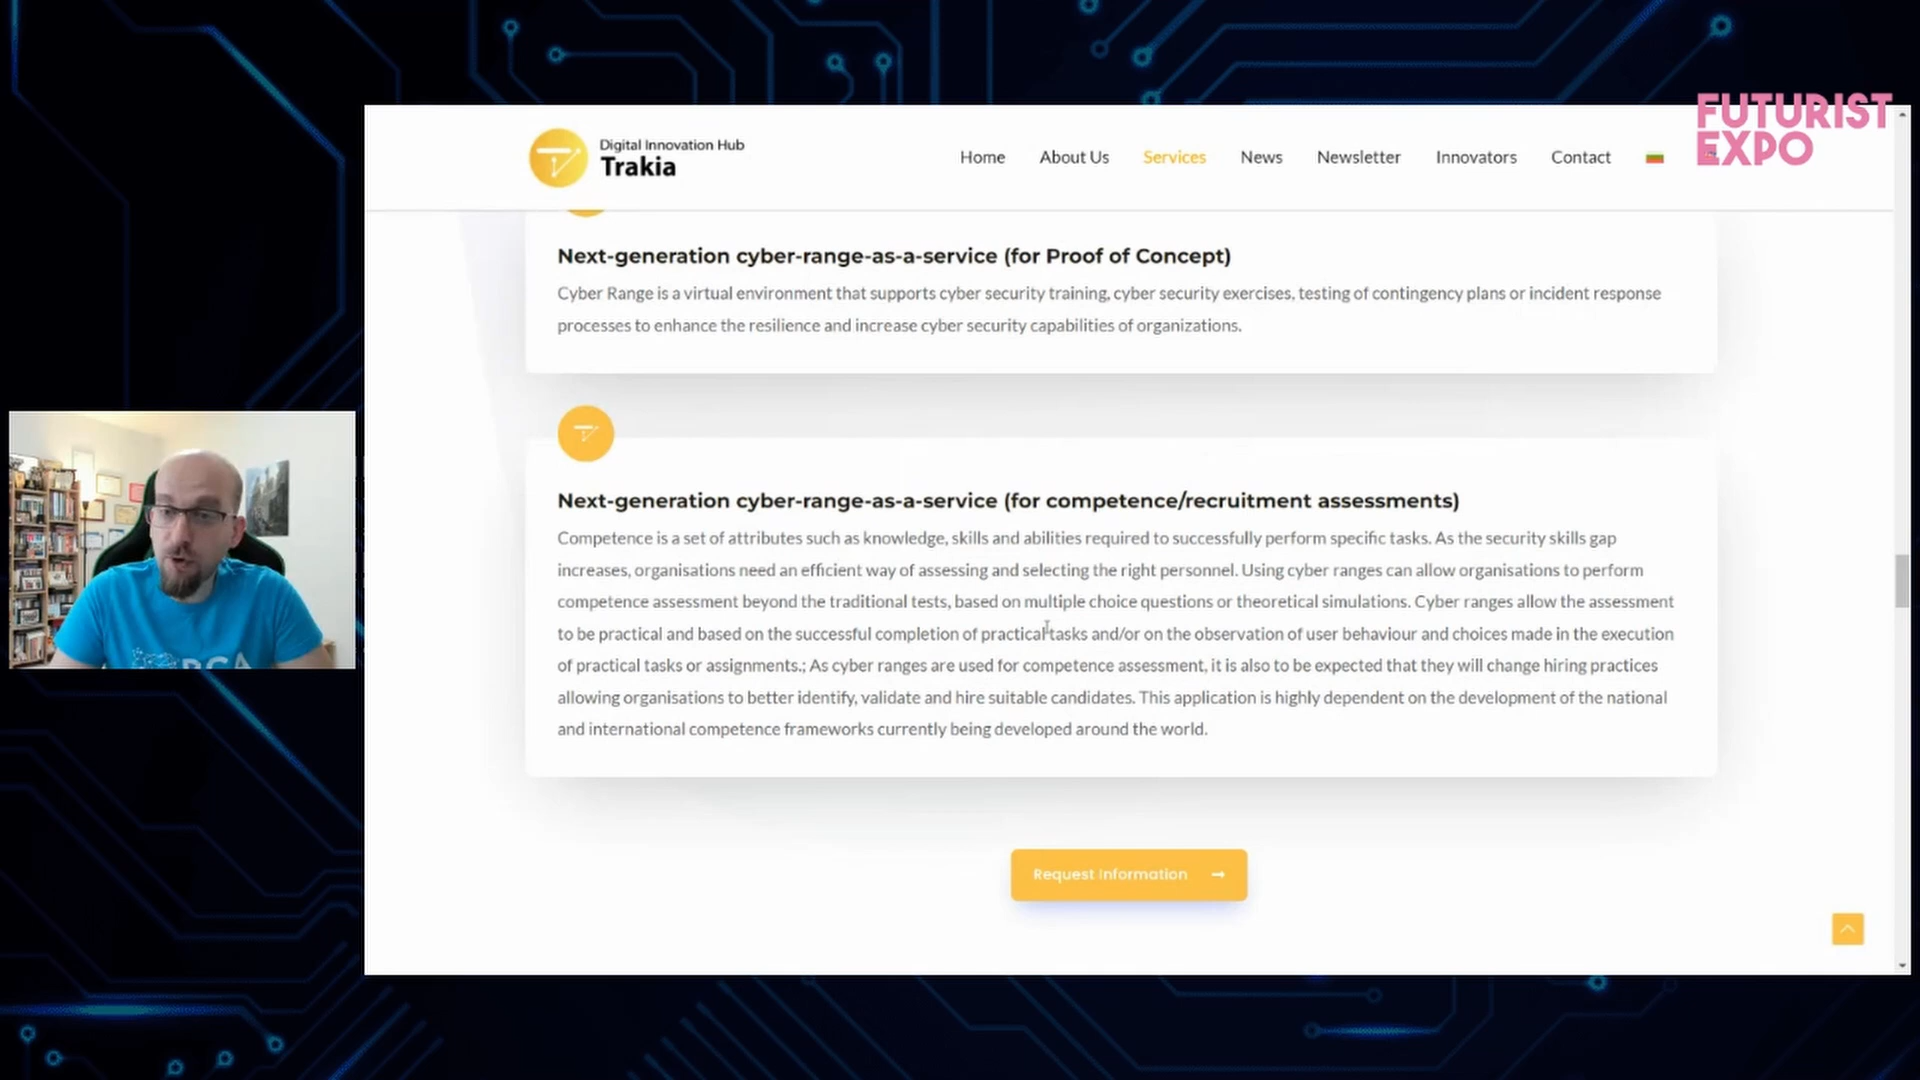 FUTURIST
EXPO
Digital Innovation Hub
Trakia
Home About Us Services News Newsletter Innovators Contact
Next-generation cyber-range-as-a-service (for Proof of Concept)
Cyber Range is a virtual environment that supports cyber security training, cyber security exercises, testing of contingency plans or incident response
processes to enhance the resilience and increase cyber security capabilities of organizations.
Next-generation cyber-range-as-a-service (for competence/recruitment assessments)
Competence is a set of attributes such as knowledge, skills and abilities required to successfully perform specific tasks. As the security skills gap
increases, organisations need an efficient way of assessing and selecting the right personnel. Using cyber ranges can allow organisations to perform
competence assessment beyond the traditional tests, based on multiple choice questions or theoretical simulations. Cyber ranges allow the assessment
to be practical and based on the successful completion of practical tasks and/or on the observation of user behaviour and choices made in the execution
of practical tasks or assignments.; As cyber ranges are used for competence assessment, it is also to be expected that they will change hiring practices
allowing organisations to better identify, validate and hire suitable candidates. This application is highly dependent on the development of the national
and international competence frameworks currently being developed around the world.
Request Information